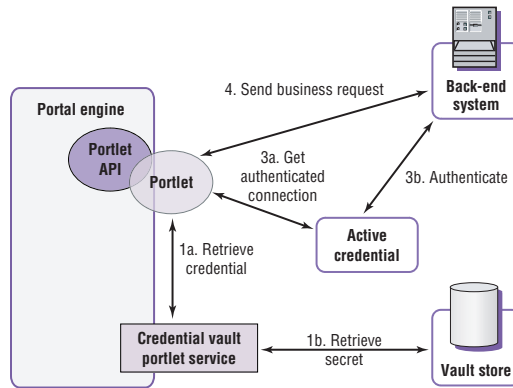 4. Send business request
Back-end
system
Portal engine
Portlet
API
Portlet
3a. Get
authenticated
connection
3b. Authenticate
Active
credential
1a. Retrieve
credential
Credential vault
portlet service
1b. Retrieve
secret
Vault store